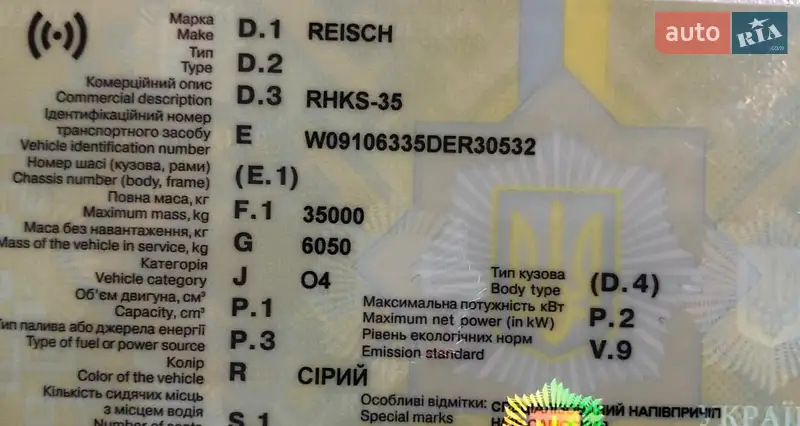 auto RIA
Марка
Make D.1 REISCH
Тип
Type D.2
Комерційний опис
Commercial description D.3 RHKS-35
Ідентифікаційний номер
транспортного засобу
Vehicle identification number E W09106335DER30532
Номер шасі (кузова, рами)
Chassis number (body, frame) (E.1)
Повна маса, кг
Maximum mass, kg F.1 35000
Маса без навантаження, кг
Mass of the vehicle in service, kg G 6050
Категорія
Vehicle category J O4
Об'єм двигуна, см³
Capacity, cm³ P.1
Тип палива або джерела енергії
Type of fuel or power source P.3
Колір
Color of the vehicle R СІРИЙ
Кількість сидячих місць
з місцем водія
Number of seats S.1
Тип кузова
Body type (D.4)
Максимальна потужність кВт
Maximum net power (in kW) P.2
Рівень екологічних норм
Emission standard V.9
Особливі відмітки:
Special marks
НАПІВПРИЧІП